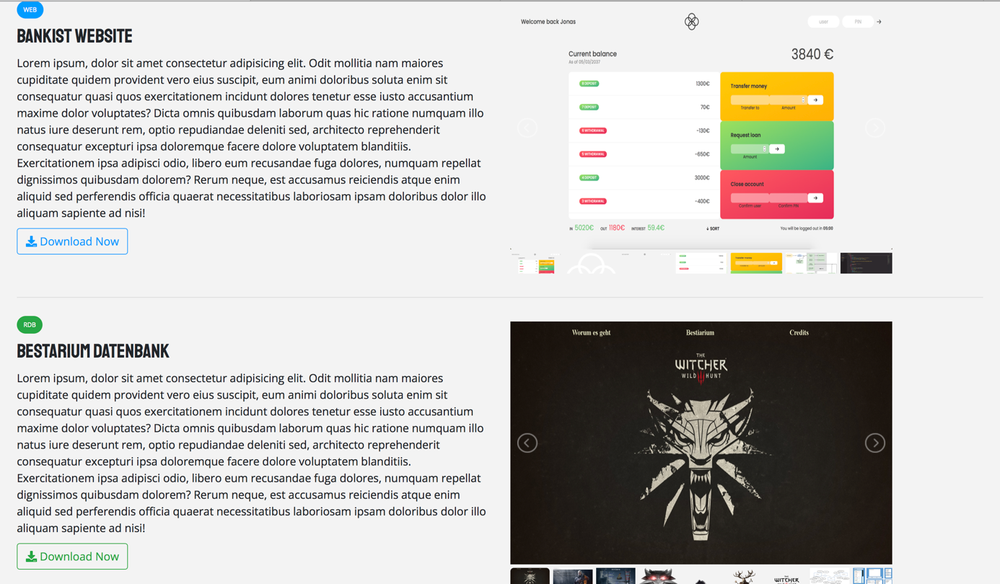 WEB
BANKIST WEBSITE
Lorem ipsum, dolor sit amet consectetur adipisicing elit. Odit mollitia nam maiores
cupiditate quidem provident vero eius suscipit, eum animi doloribus soluta enim sit
consequatur quasi quos exercitationem incidunt dolores tenetur esse iusto accusantium
maxime dolor voluptates? Dicta omnis quibusdam laborum quas hic ratione numquam illo
natus iure deserunt rem, optio repudiandae deleniti sed, architecto reprehenderit
consequatur excepturi ipsa doloremque facere dolore voluptatem blanditiis.
Exercitationem ipsa adipisci odio, libero eum recusandae fuga dolores, numquam repellat
dignissimos quibusdam dolorem? Rerum neque, est accusamus reiciendis atque enim
aliquid sed perferendis officia quaerat necessitatibus laboriosam ipsam doloribus dolor illo
aliquam sapiente ad nisi!
Download Now
Welcome back Jonas
user PIN
Current balance
As of 05/03/2037
3840 €
8 DEPOSIT 1300€
7 DEPOSIT 70€
6 WITHDRAWAL -130€
5 WITHDRAWAL -650€
4 DEPOSIT 3000€
3 WITHDRAWAL -400€
Transfer money
Transfer to Amount
Request loan
Amount
Close account
Confirm user Confirm PIN
IN 5020€ OUT 1180€ INTEREST 59.4€ ↓ SORT You will be logged out in 05:00
RDB
BESTARIUM DATENBANK
Lorem ipsum, dolor sit amet consectetur adipisicing elit. Odit mollitia nam maiores
cupiditate quidem provident vero eius suscipit, eum animi doloribus soluta enim sit
consequatur quasi quos exercitationem incidunt dolores tenetur esse iusto accusantium
maxime dolor voluptates? Dicta omnis quibusdam laborum quas hic ratione numquam illo
natus iure deserunt rem, optio repudiandae deleniti sed, architecto reprehenderit
consequatur excepturi ipsa doloremque facere dolore voluptatem blanditiis.
Exercitationem ipsa adipisci odio, libero eum recusandae fuga dolores, numquam repellat
dignissimos quibusdam dolorem? Rerum neque, est accusamus reiciendis atque enim
aliquid sed perferendis officia quaerat necessitatibus laboriosam ipsam doloribus dolor illo
aliquam sapiente ad nisi!
Download Now
Worum es geht Bestiarium Credits
THE
WITCHER
WILD HUNT
THE
WITCHER